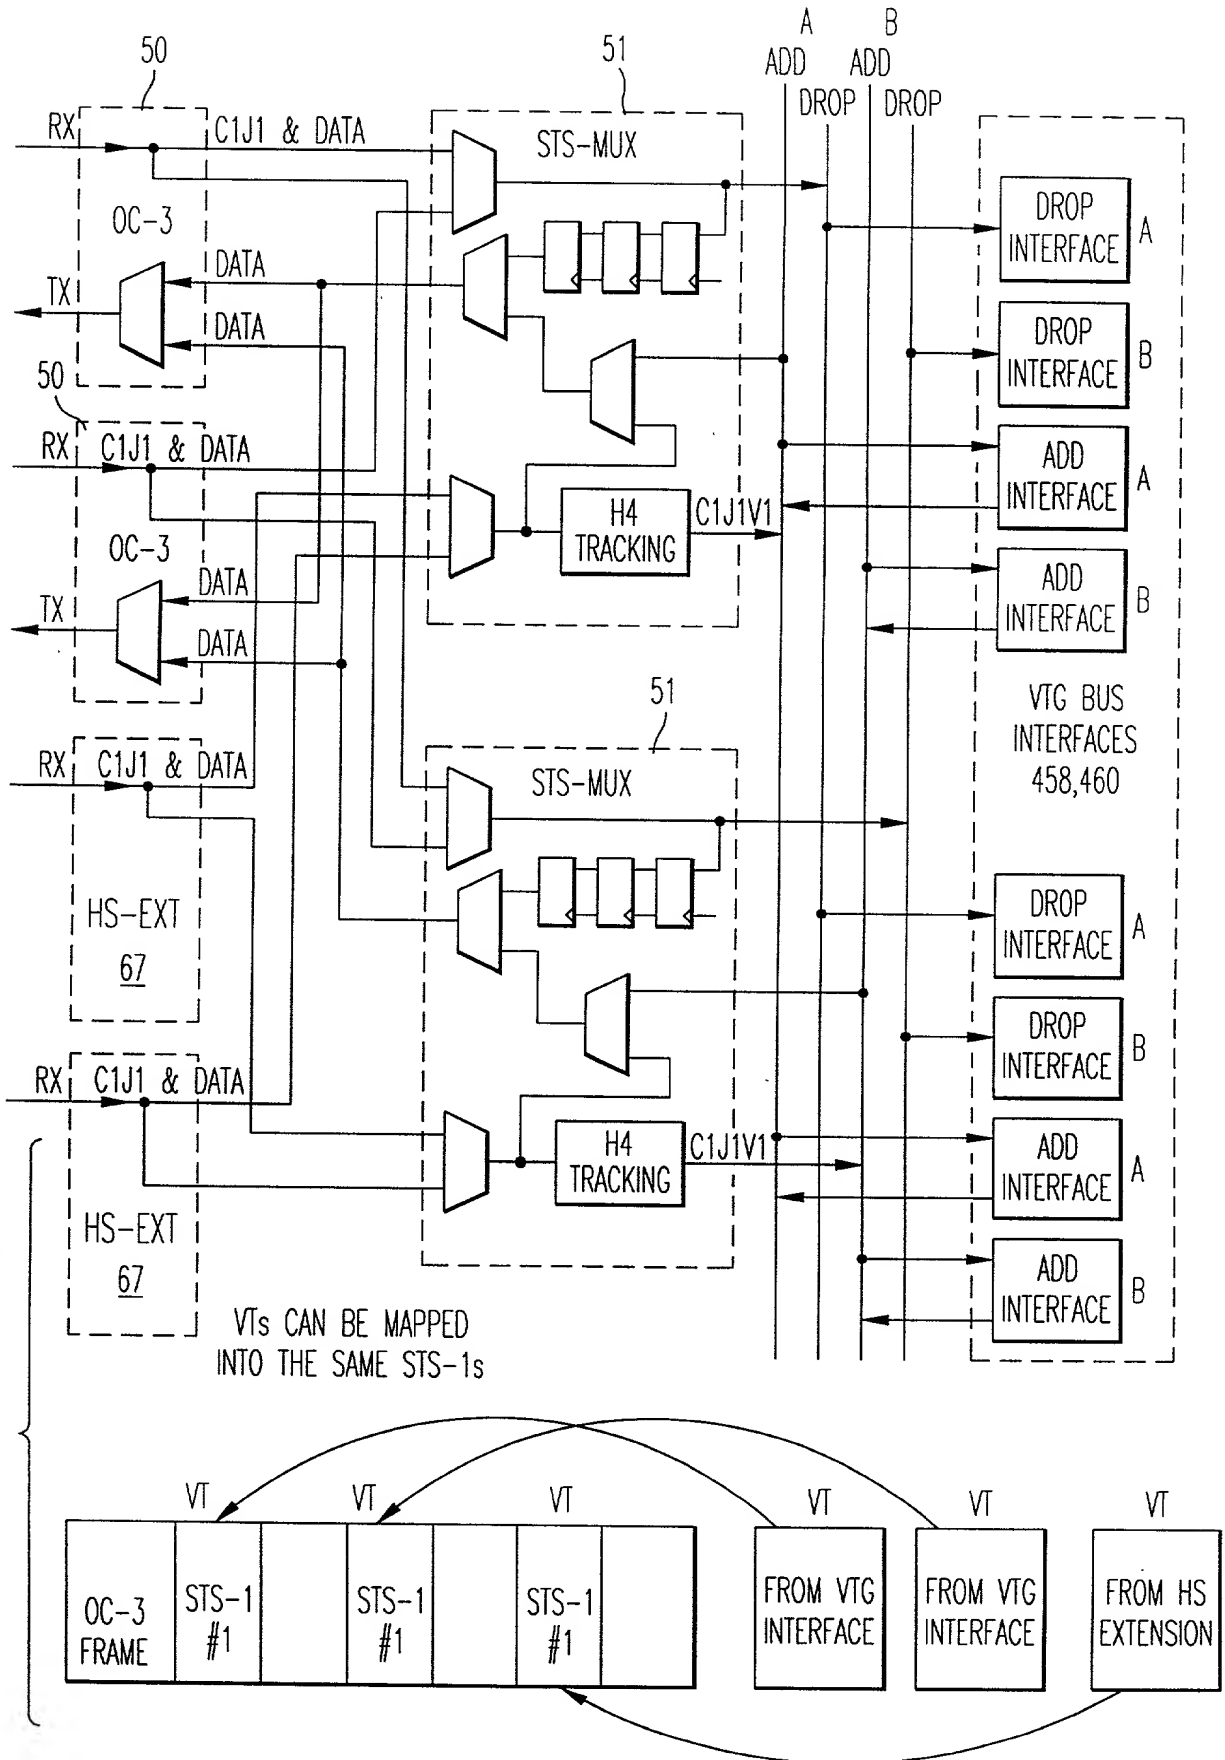 A B
ADD ADD
DROP DROP
50
51
RX
C1J1 & DATA
STS-MUX
OC-3
DATA
TX
DATA
DROP
INTERFACE
A
DROP
INTERFACE
B
50
RX
C1J1 & DATA
ADD
INTERFACE
A
H4
TRACKING
C1J1V1
OC-3
DATA
TX
DATA
ADD
INTERFACE
B
51
VTG BUS
INTERFACES
458,460
RX
C1J1 & DATA
STS-MUX
HS-EXT
67
DROP
INTERFACE
A
DROP
INTERFACE
B
RX
C1J1 & DATA
H4
TRACKING
C1J1V1
ADD
INTERFACE
A
HS-EXT
67
ADD
INTERFACE
B
VTs CAN BE MAPPED
INTO THE SAME STS-1s
VT VT VT VT VT VT
OC-3
FRAME
STS-1
#1
STS-1
#1
STS-1
#1
FROM VTG
INTERFACE
FROM VTG
INTERFACE
FROM HS
EXTENSION